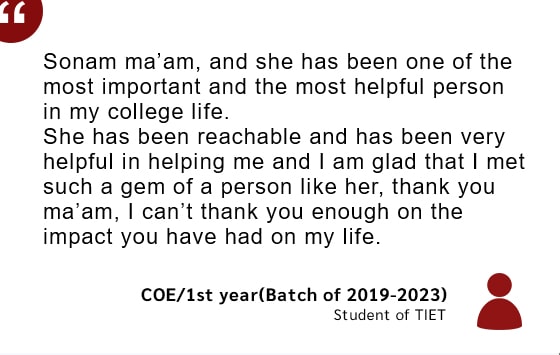 Sonam ma’am, and she has been one of the
most important and the most helpful person
in my college life.
She has been reachable and has been very
helpful in helping me and I am glad that I met
such a gem of a person like her, thank you
ma’am, I can’t thank you enough on the
impact you have had on my life.
COE/1st year(Batch of 2019-2023)
Student of TIET